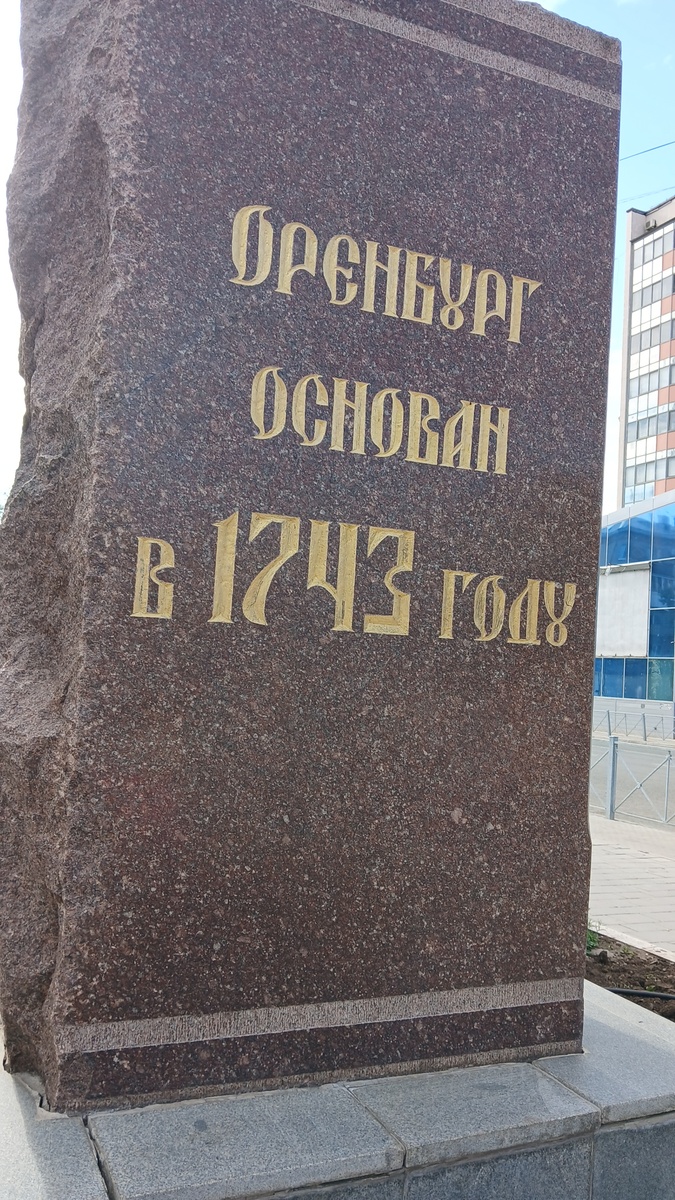 Оренбург
основан
в 1743 году